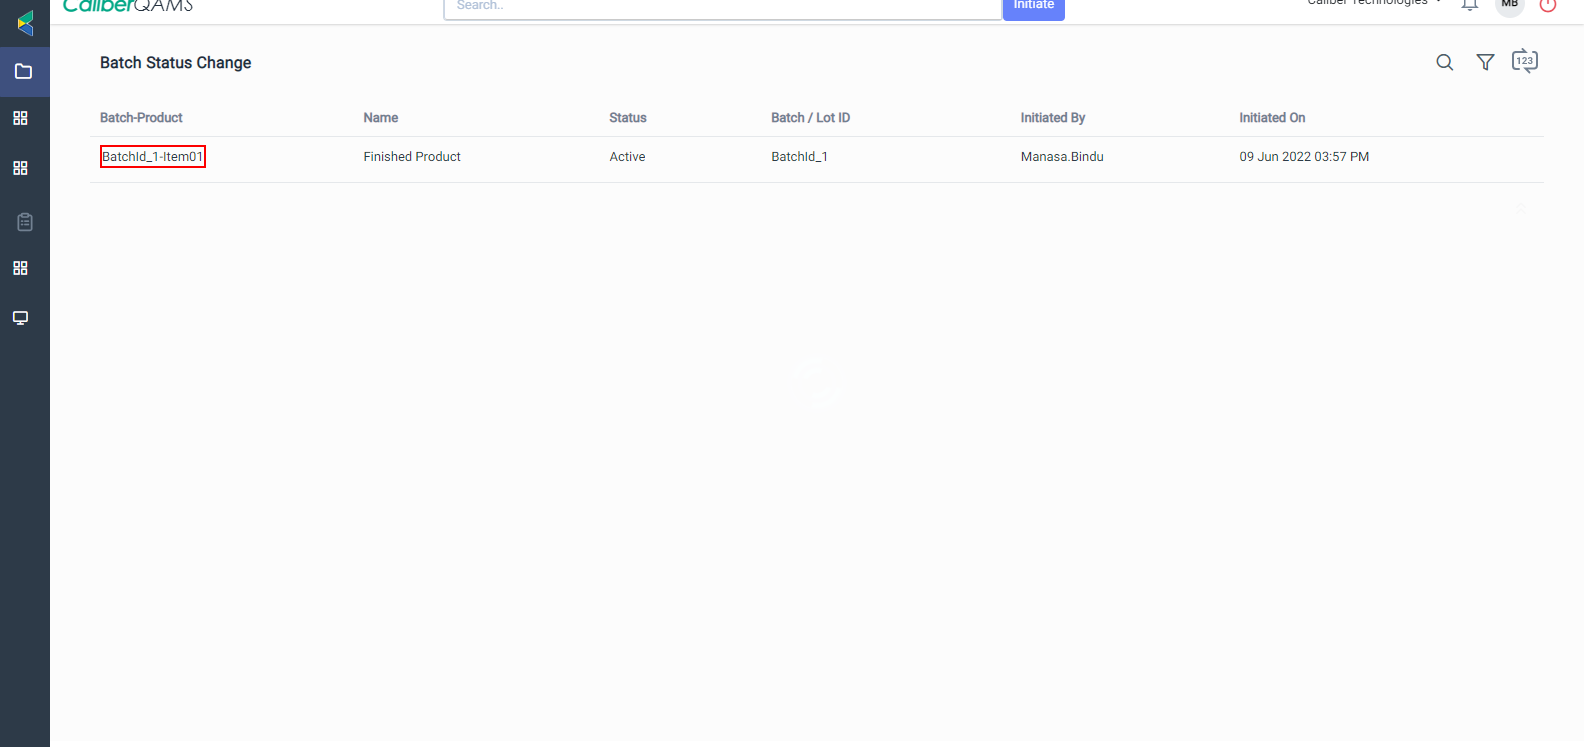 CaliberQAMS
Search..
Initiate
Caliber Technologies
MB
Batch Status Change
123
Batch-Product Name Status Batch / Lot ID Initiated By Initiated On
BatchId_1-Item01 Finished Product Active BatchId_1 Manasa.Bindu 09 Jun 2022 03:57 PM